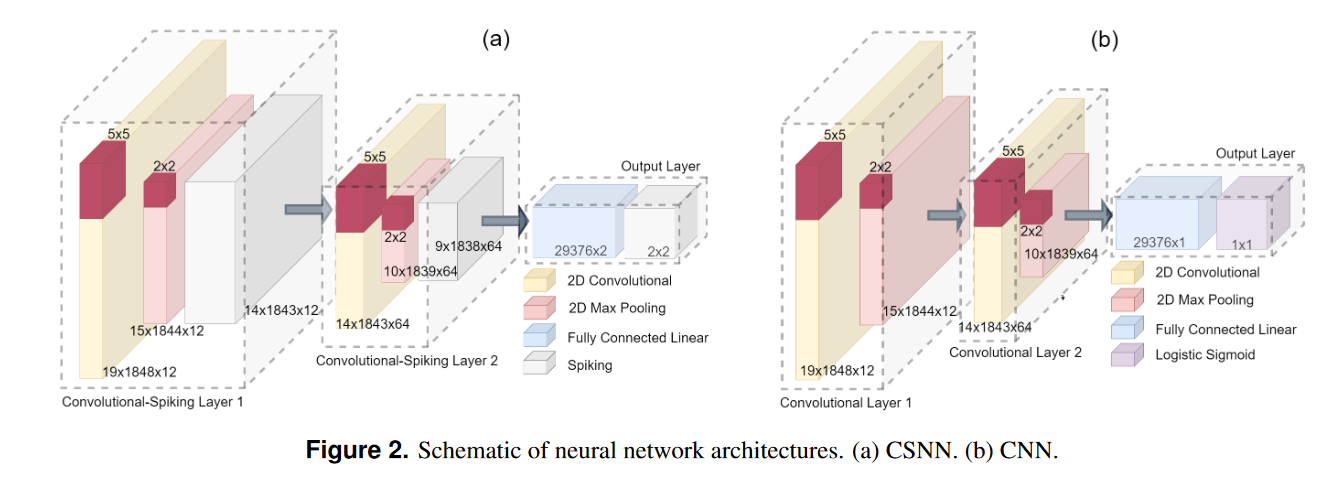 (a)
5x5
2x2
15x1844x12
14x1843x12
19x1848x12
Convolutional-Spiking Layer 1
5x5
2x2
10x1839x64
9x1838x64
14x1843x64
Convolutional-Spiking Layer 2
Output Layer
29376x2
2x2
2D Convolutional
2D Max Pooling
Fully Connected Linear
Spiking
(b)
5x5
2x2
15x1844x12
19x1848x12
Convolutional Layer 1
5x5
2x2
10x1839x64
14x1843x64
Convolutional Layer 2
Output Layer
29376x1
1x1
2D Convolutional
2D Max Pooling
Fully Connected Linear
Logistic Sigmoid
Figure 2. Schematic of neural network architectures. (a) CSNN. (b) CNN.